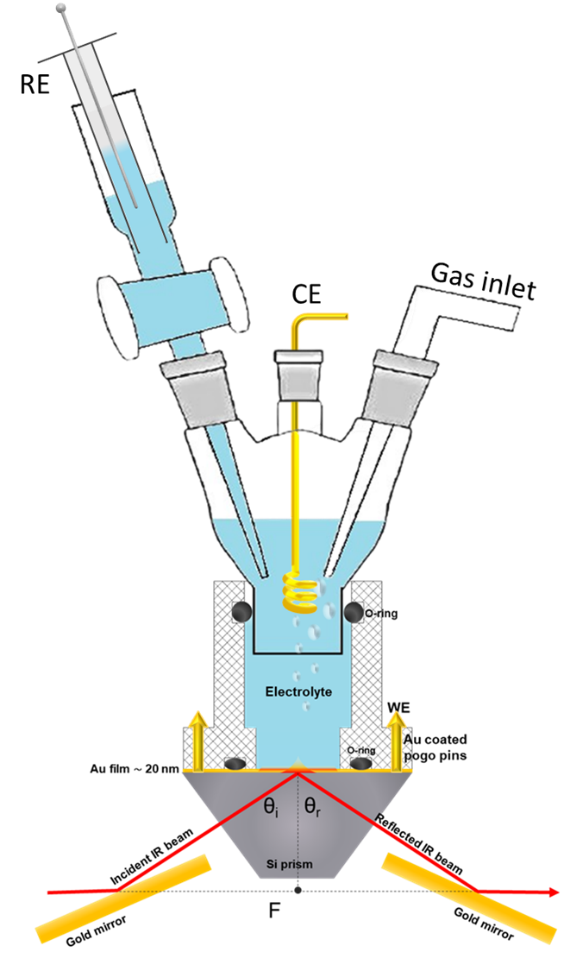 RE
Gas inlet
CE
O-ring
Electrolyte
WE
Au coated
pogo pins
O-ring
Au film ~ 20 nm
θi
θr
Incident IR beam
Reflected IR beam
Si prism
F
Gold mirror
Gold mirror